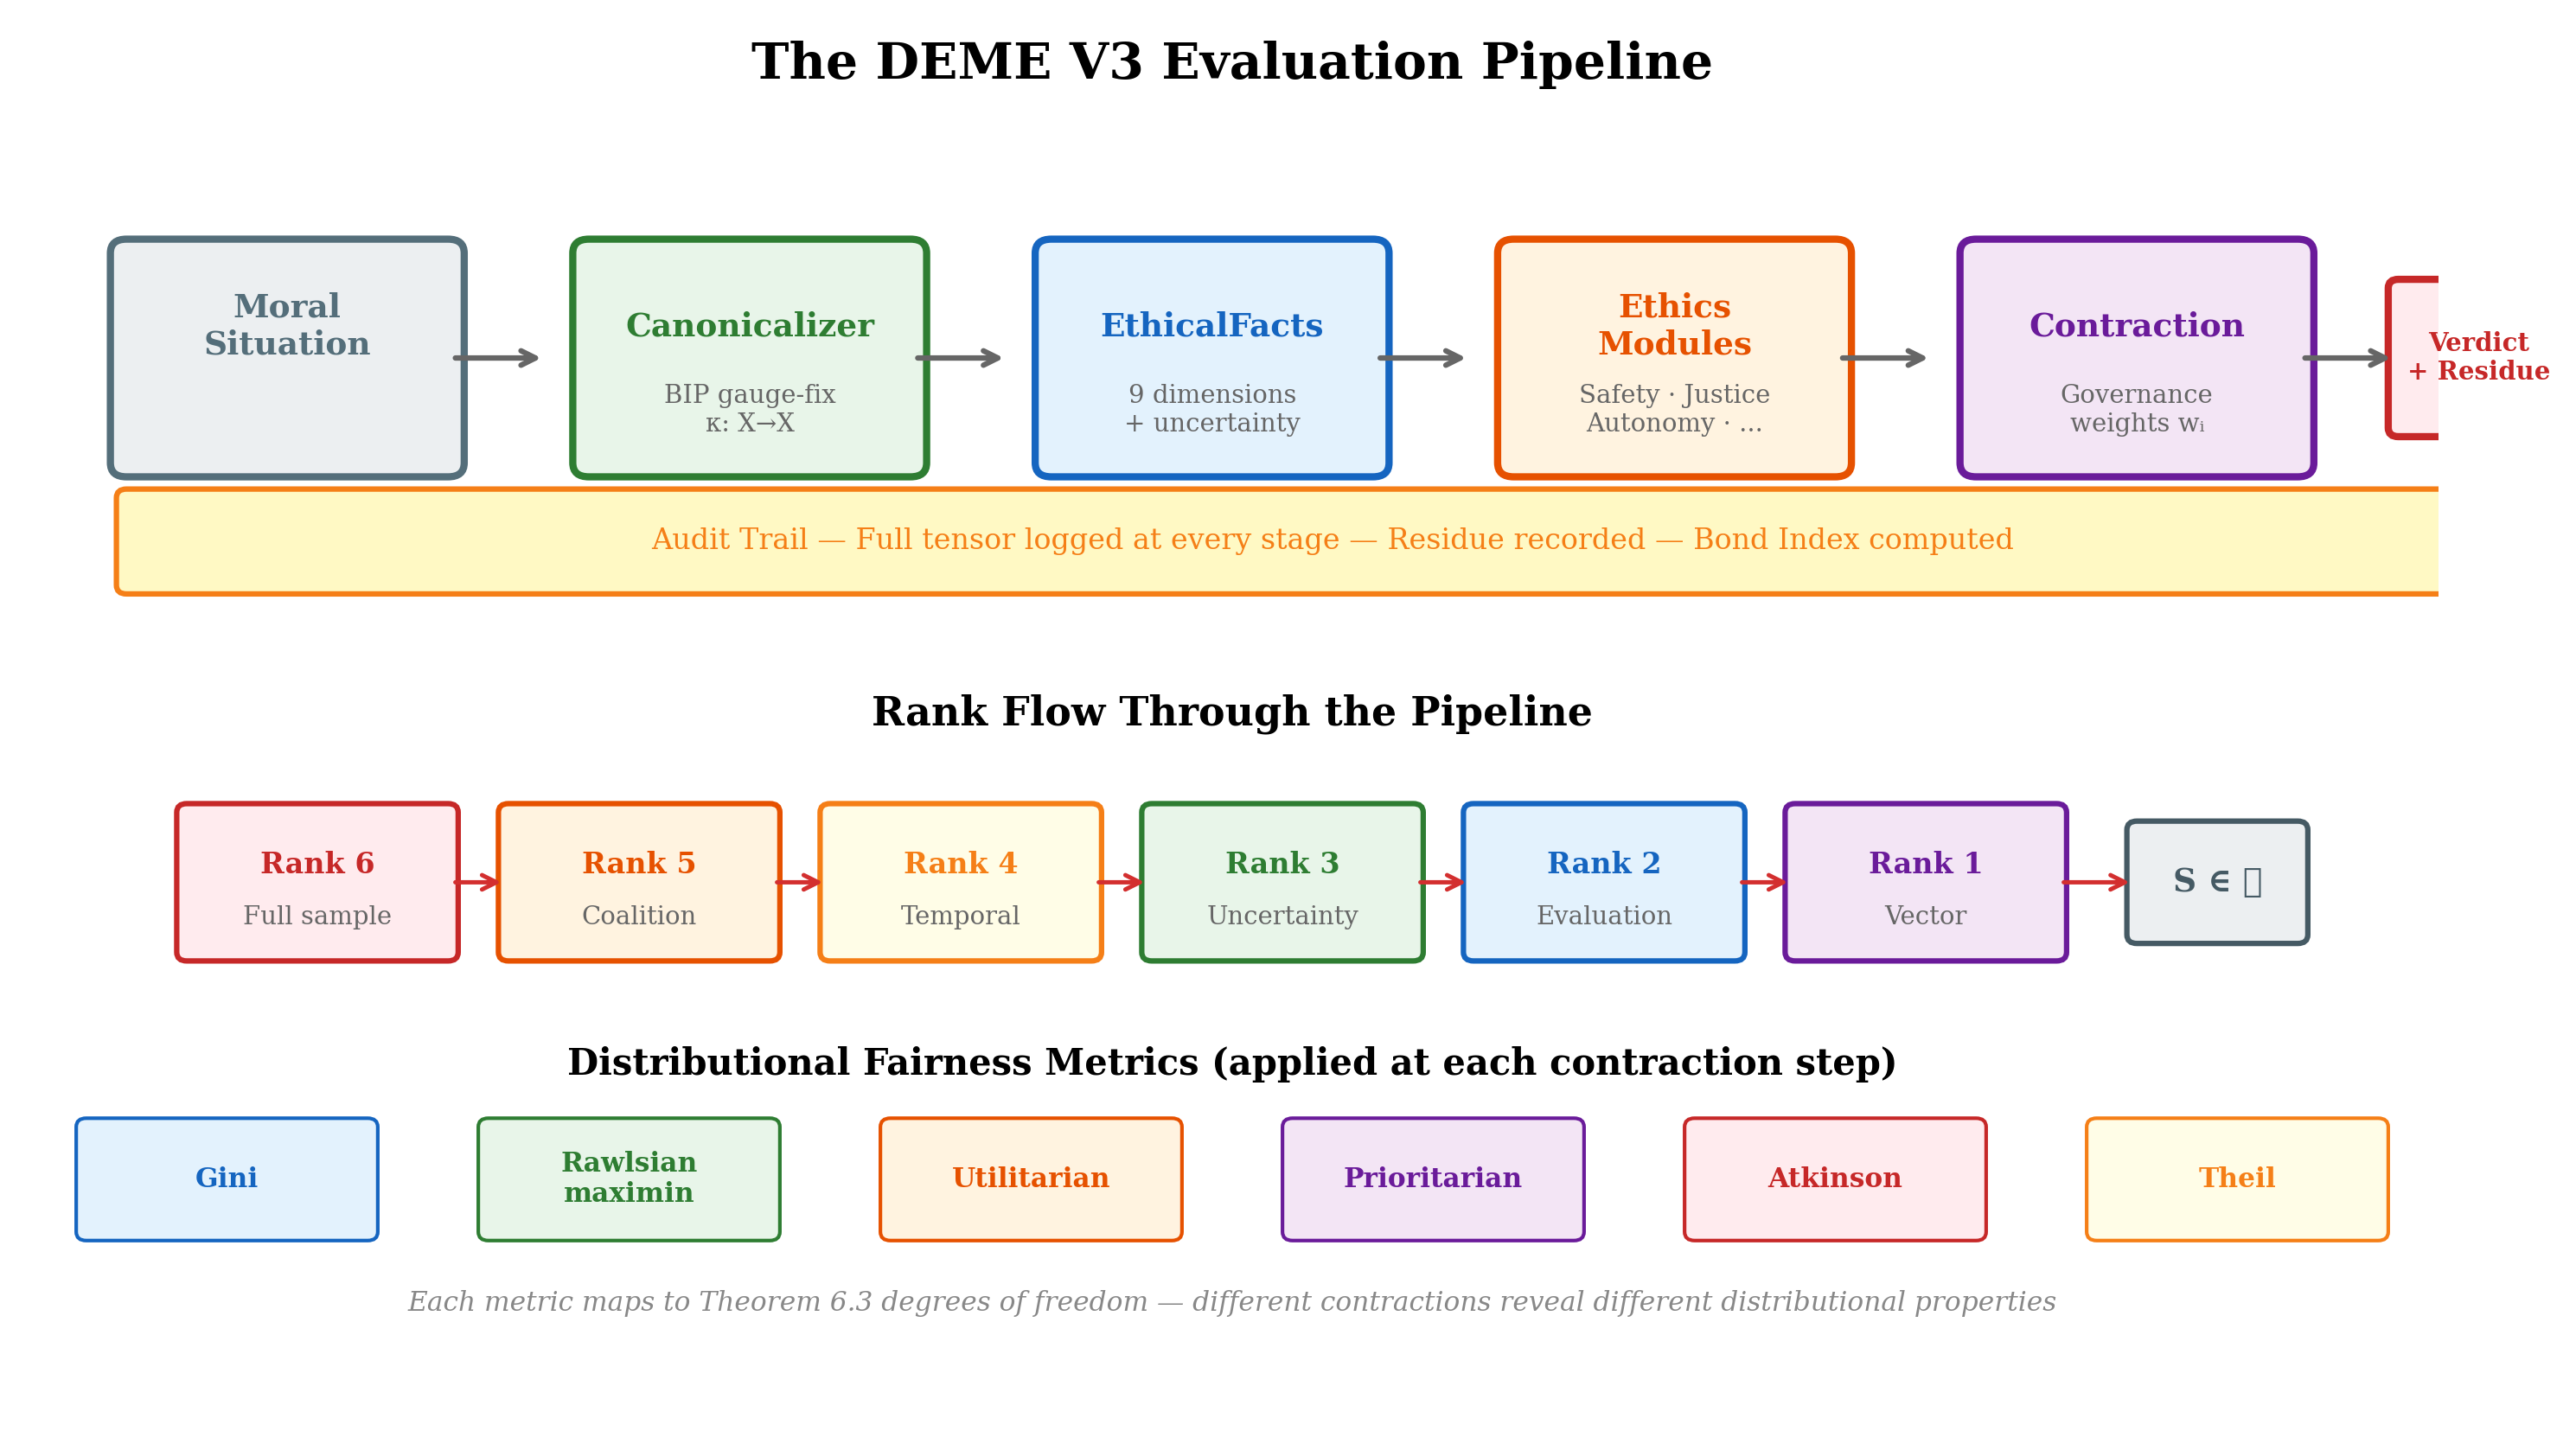 The DEME V3 Evaluation Pipeline
Moral
Situation
Canonicalizer
BIP gauge-fix
κ: X→X
EthicalFacts
9 dimensions
+ uncertainty
Ethics
Modules
Safety · Justice
Autonomy · ...
Contraction
Governance
weights wᵢ
Verdict
+ Residue
Audit Trail — Full tensor logged at every stage — Residue recorded — Bond Index computed
Rank Flow Through the Pipeline
Rank 6
Full sample
Rank 5
Coalition
Rank 4
Temporal
Rank 3
Uncertainty
Rank 2
Evaluation
Rank 1
Vector
S ∈
Distributional Fairness Metrics (applied at each contraction step)
Gini
Rawlsian
maximin
Utilitarian
Prioritarian
Atkinson
Theil
Each metric maps to Theorem 6.3 degrees of freedom — different contractions reveal different distributional properties